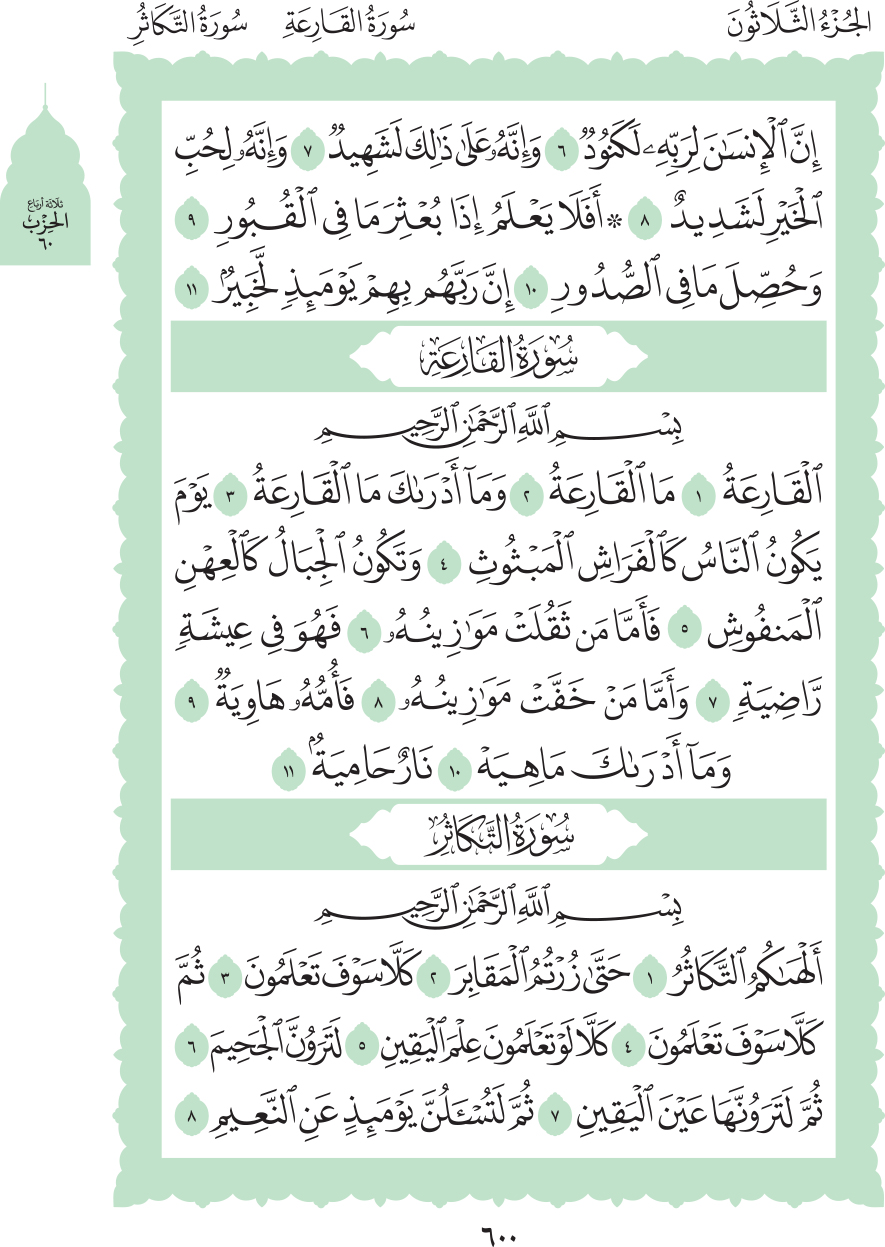 الجُزْءُ الثَّلَاثُونَ سُورَةُ القَارِعَةِ سُورَةُ التَّكَاثُرِ
ثلاثة أرباع
الحِزْب
٦٠
إِنَّ ٱلْإِنسَٰنَ لِرَبِّهِۦ لَكَنُودٌ ٦ وَإِنَّهُۥ عَلَىٰ ذَٰلِكَ لَشَهِيدٌ ٧ وَإِنَّهُۥ لِحُبِّ
ٱلْخَيْرِ لَشَدِيدٌ ٨ ۞ أَفَلَا يَعْلَمُ إِذَا بُعْثِرَ مَا فِى ٱلْقُبُورِ ٩
وَحُصِّلَ مَا فِى ٱلصُّدُورِ ١٠ إِنَّ رَبَّهُم بِهِمْ يَوْمَئِذٍ لَّخَبِيرٌۢ ١١
سُورَةُ القَارِعَةِ
بِسْمِ ٱللَّهِ ٱلرَّحْمَٰنِ ٱلرَّحِيمِ
ٱلْقَارِعَةُ ١ مَا ٱلْقَارِعَةُ ٢ وَمَآ أَدْرَىٰكَ مَا ٱلْقَارِعَةُ ٣ يَوْمَ
يَكُونُ ٱلنَّاسُ كَٱلْفَرَاشِ ٱلْمَبْثُوثِ ٤ وَتَكُونُ ٱلْجِبَالُ كَٱلْعِهْنِ
ٱلْمَنفُوشِ ٥ فَأَمَّا مَن ثَقُلَتْ مَوَٰزِينُهُۥ ٦ فَهُوَ فِى عِيشَةٍ
رَّاضِيَةٍ ٧ وَأَمَّا مَنْ خَفَّتْ مَوَٰزِينُهُۥ ٨ فَأُمُّهُۥ هَاوِيَةٌ ٩
وَمَآ أَدْرَىٰكَ مَا هِيَهْ ١٠ نَارٌ حَامِيَةٌۢ ١١
سُورَةُ التَّكَاثُرِ
بِسْمِ ٱللَّهِ ٱلرَّحْمَٰنِ ٱلرَّحِيمِ
أَلْهَىٰكُمُ ٱلتَّكَاثُرُ ١ حَتَّىٰ زُرْتُمُ ٱلْمَقَابِرَ ٢ كَلَّا سَوْفَ تَعْلَمُونَ ٣ ثُمَّ
كَلَّا سَوْفَ تَعْلَمُونَ ٤ كَلَّا لَوْ تَعْلَمُونَ عِلْمَ ٱلْيَقِينِ ٥ لَتَرَوُنَّ ٱلْجَحِيمَ ٦
ثُمَّ لَتَرَوُنَّهَا عَيْنَ ٱلْيَقِينِ ٧ ثُمَّ لَتُسْـَٔلُنَّ يَوْمَئِذٍ عَنِ ٱلنَّعِيمِ ٨
٦٠٠